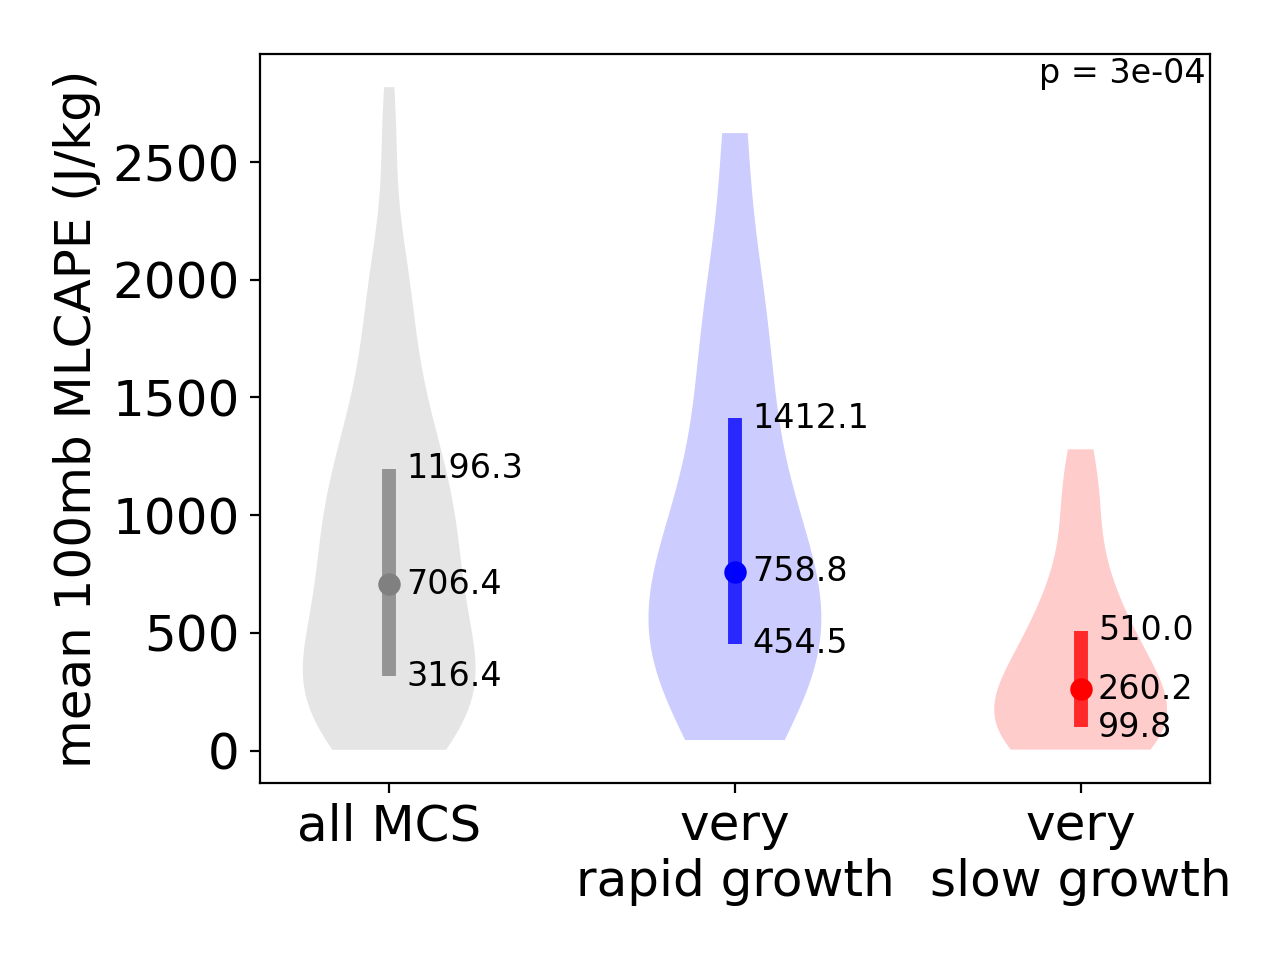 p = 3e-04
mean 100mb MLCAPE (J/kg)
2500
2000
1500
1000
500
0
1196.3
706.4
316.4
1412.1
758.8
454.5
510.0
260.2
99.8
all MCS
very
rapid growth
very
slow growth